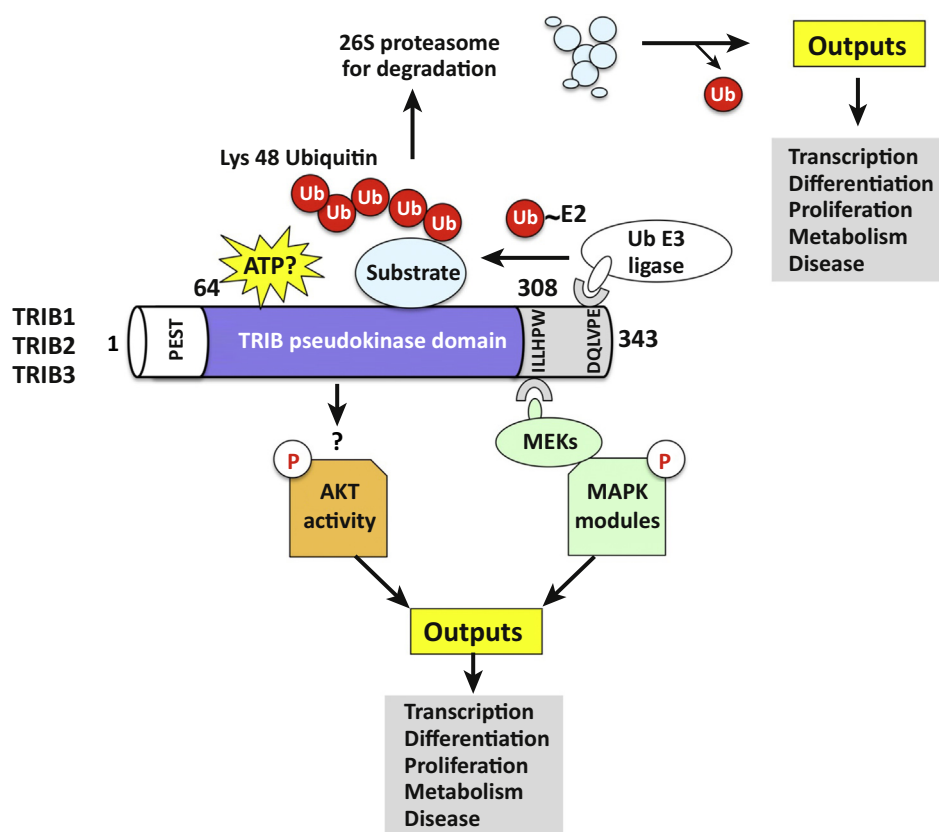 26S proteasome
for degradation
Outputs
Ub
Transcription
Differentiation
Proliferation
Metabolism
Disease
Lys 48 Ubiquitin
Ub
Ub
Ub
Ub
Ub
Ub ~E2
Ub E3
ligase
ATP?
Substrate
64
308
TRIB1
TRIB2
TRIB3
1
PEST
TRIB pseudokinase domain
ILLHPW
DQLVPE
343
?
P
AKT
activity
MEKs
P
MAPK
modules
Outputs
Transcription
Differentiation
Proliferation
Metabolism
Disease